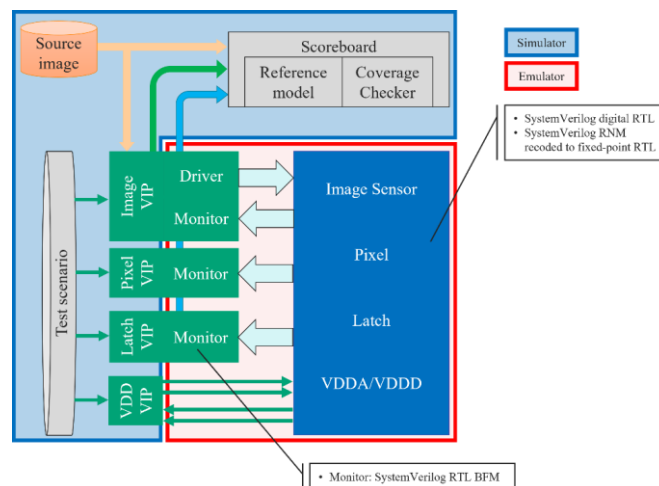 Source
image
Scoreboard
Reference
model
Coverage
Checker
Simulator
Emulator
• SystemVerilog digital RTL
• SystemVerilog RNM
recoded to fixed-point RTL
Test scenario
Image
VIP
Driver
Monitor
Image Sensor
Pixel
VIP
Monitor
Pixel
Latch
VIP
Monitor
Latch
VDD
VIP
VDDA/VDDD
• Monitor: SystemVerilog RTL BFM